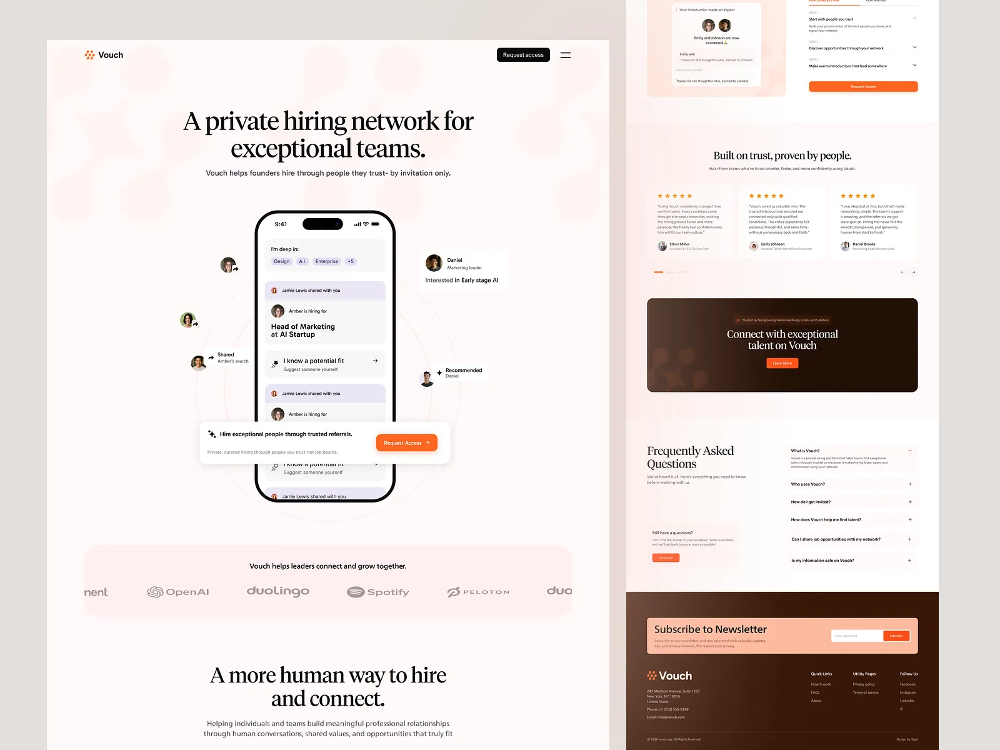 Vouch
Request access
A private hiring network for
exceptional teams.
Vouch helps founders hire through people they trust- by invitation only.
9:41
I'm deep in:
Design
A.I.
Enterprise
+5
Jamie Lewis shared with you
Amber is hiring for
Head of Marketing
at AI Startup
I know a potential fit
Suggest someone yourself
Jamie Lewis shared with you
Amber is hiring for
Daniel
Marketing leader
Interested in Early stage AI
Shared
Amber's search
Recommended
Daniel
Hire exceptional people through trusted referrals.
Private, curated hiring through people you trust-not job boards.
Request Access
I know a potential fit
Suggest someone yourself
Jamie Lewis shared with you
Vouch helps leaders connect and grow together.
nent
OpenAI
duolingo
Spotify
PELOTON
duo
A more human way to hire
and connect.
Helping individuals and teams build meaningful professional relationships
through human conversations, shared values, and opportunities that truly fit
Your introduction made an impact
Emily and Johnson are now
connected 🙏
Emily said:
Thanks for the thoughtful intro, excited to connect.
Conversation starter:
Thanks for the thoughtful intro, excited to connect.
FOR CONNECTING
FOR HIRING
STEP 1
Start with people you trust
Build your private roster of the best people you know, and
signal your interests
STEP 2
Discover opportunities through your network
STEP 3
Make warm introductions that lead somewhere
Request Access
Built on trust, proven by people.
Hear from teams who've hired smarter, faster, and more confidently using Vouch.
"Using Vouch completely changed how
we find talent. Every candidate came
through a trusted connection, making
the hiring process faster and more
personal. We finally feel confident every
hire will fit our team culture."
Ethan Miller
Founder & CEO, Skyline Tech
"Vouch saved us valuable time. The
trusted introductions ensured we
connected only with qualified
candidates. The entire experience felt
personal, thoughtful, and same time-
without unnecessary back-and-forth."
Emily Johnson
Head of Talent, NorthPeak Solutions
"I was skeptical at first, but Liftoff made
networking simple. The team's support
is amazing, and the referrals we got
were spot on. Hiring has never felt this
smooth, transparent, and genuinely
human from start to finish."
Daniel Brooks
Recruiting Lead, Horizon Labs
Trusted by fast-growing teams like Ramp, Loom, and Substack
Connect with exceptional
talent on Vouch
Learn More
Frequently Asked
Questions
We've heard it all. Here's everything you need to know
before working with us.
Still have a questions?
Can't find the answer to your question? Send us an email
and we'll get back to you as soon as possible!
Send email
What is Vouch?
Vouch is a private hiring platform that helps teams find exceptional
talent through trusted connections. It makes hiring faster, easier, and
more human using your network.
Who uses Vouch?
How do I get invited?
How does Vouch help me find talent?
Can I share job opportunities with my network?
Is my information safe on Vouch?
Subscribe to Newsletter
Subscribe to our newsletter and stay informed with valuable updates,
tips, and announcements. We respect your privacy.
Enter you email
Subscribe
Vouch
245 Madison Avenue, Suite 1203
New York, NY 10016
United States
Phone: +1 (212) 555-0198
Email: info@vouch.com
Quick Links
How it work
FAQs
About
Utility Pages
Privacy policy
Terms of service
Follow Us
Facebook
Instagram
Linkedin
X
@ 2026 vouch xyz. All Rights Reserved.
Design by Tajul